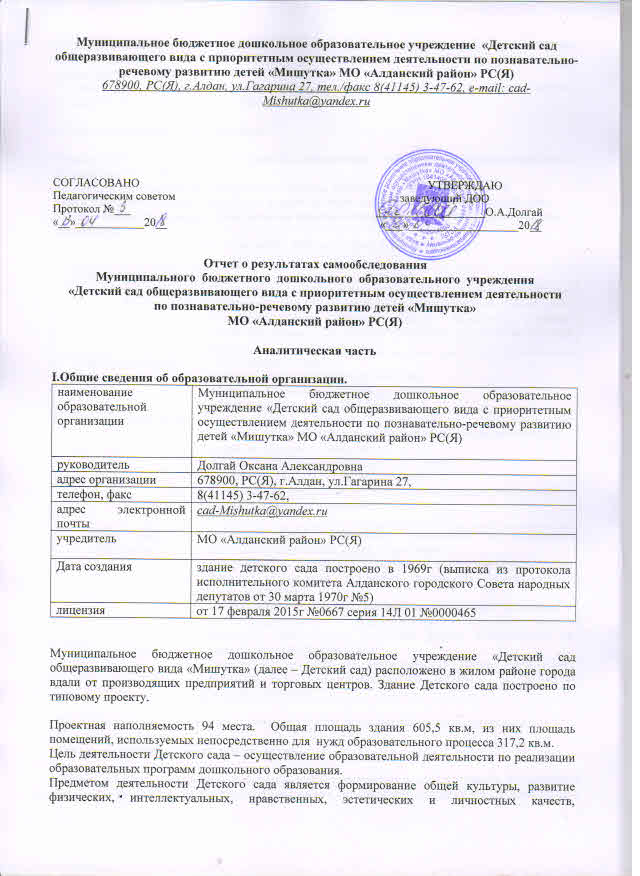 Муниципальное бюджетное дошкольное образовательное учреждение «Детский сад
общеразвивающего вида с приоритетным осуществлением деятельности по познавательно-
речевому развитию детей «Мишутка» МО «Алданский район» РС(Я)
678900, РС(Я), г.Алдан, ул.Гагарина 27, тел./факс 8(41145) 3-47-62, e-mail: cad-
Mishutka@yandex.ru
СОГЛАСОВАНО
Педагогическим советом
Протокол № 3
« » 04 2018
УТВЕРЖДАЮ
заведующий ДОО
О.А.Долгай
2018
Отчет о результатах самообследования
Муниципального бюджетного дошкольного образовательного учреждения
«Детский сад общеразвивающего вида с приоритетным осуществлением деятельности
по познавательно-речевому развитию детей «Мишутка»
МО «Алданский район» РС(Я)
Аналитическая часть
I.Общие сведения об образовательной организации.
наименование образовательной организации
Муниципальное бюджетное дошкольное образовательное
учреждение «Детский сад общеразвивающего вида с приоритетным
осуществлением деятельности по познавательно-речевому развитию
детей «Мишутка» МО «Алданский район» РС(Я)
руководитель Долгай Оксана Александровна
адрес организации 678900, РС(Я), г.Алдан, ул.Гагарина 27,
телефон, факс 8(41145) 3-47-62,
адрес электронной почты cad-Mishutka@yandex.ru
учредитель МО «Алданский район» РС(Я)
Дата создания здание детского сада построено в 1969г (выписка из протокола
исполнительного комитета Алданского городского Совета народных
депутатов от 30 марта 1970г №5)
лицензия от 17 февраля 2015г №0667 серия 14Л 01 №0000465
Муниципальное бюджетное дошкольное образовательное учреждение «Детский сад
общеразвивающего вида «Мишутка» (далее – Детский сад) расположено в жилом районе города
вдали от производящих предприятий и торговых центров. Здание Детского сада построено по
типовому проекту.
Проектная наполняемость 94 места. Общая площадь здания 605,5 кв.м, из них площадь
помещений, используемых непосредственно для нужд образовательного процесса 317,2 кв.м.
Цель деятельности Детского сада – осуществление образовательной деятельности по реализации
образовательных программ дошкольного образования.
Предметом деятельности Детского сада является формирование общей культуры, развитие
физических, интеллектуальных, нравственных, эстетических и личностных качеств,